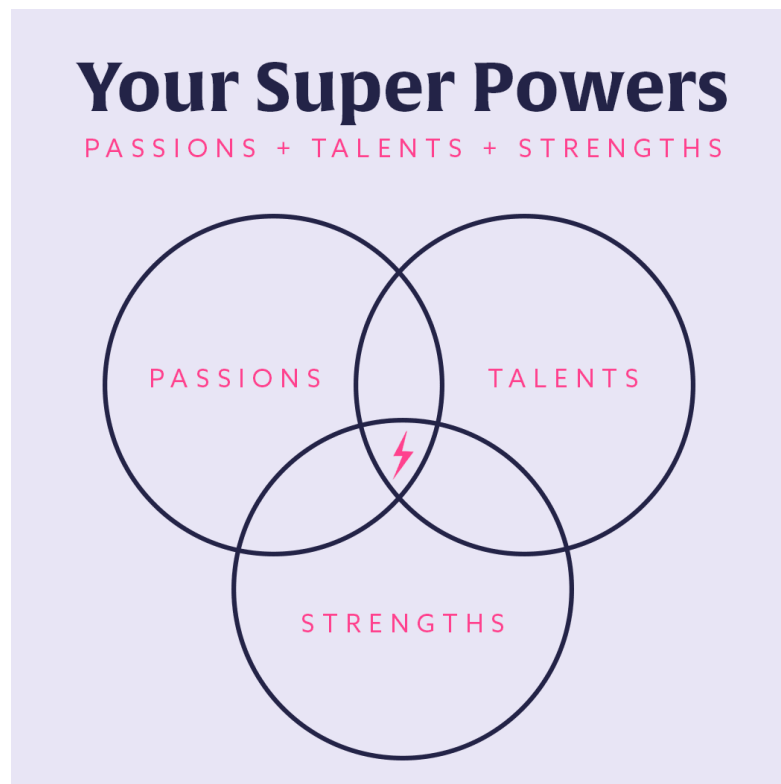 Your Super Powers
PASSIONS + TALENTS + STRENGTHS
PASSIONS
TALENTS
STRENGTHS